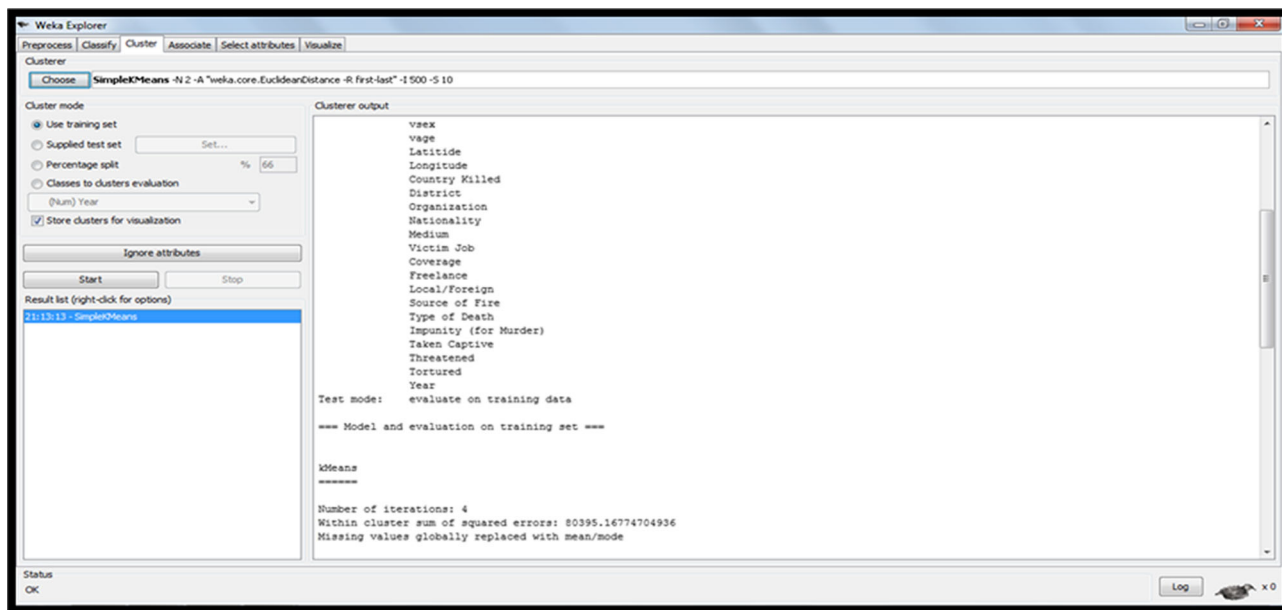 Weka Explorer
Preprocess Classify Cluster Associate Select attributes Visualize
Clusterer
Choose SimpleKMeans -N 2 -A "weka.core.EuclideanDistance -R first-last" -I 500 -S 10
Cluster mode
Use training set
Supplied test set Set...
Percentage split % 66
Classes to clusters evaluation
(Num) Year
Store clusters for visualization
Ignore attributes
Start Stop
Result list (right-click for options)
21:13:13 - SimpleKMeans
Clusterer output
vsex
vage
Latitide
Longitude
Country Killed
District
Organization
Nationality
Medium
Victim Job
Coverage
Freelance
Local/Foreign
Source of Fire
Type of Death
Impunity (for Murder)
Taken Captive
Threatened
Tortured
Year
Test mode: evaluate on training data
=== Model and evaluation on training set ===
kMeans
======
Number of iterations: 4
Within cluster sum of squared errors: 80395.16774704936
Missing values globally replaced with mean/mode
Status
OK
Log x 0